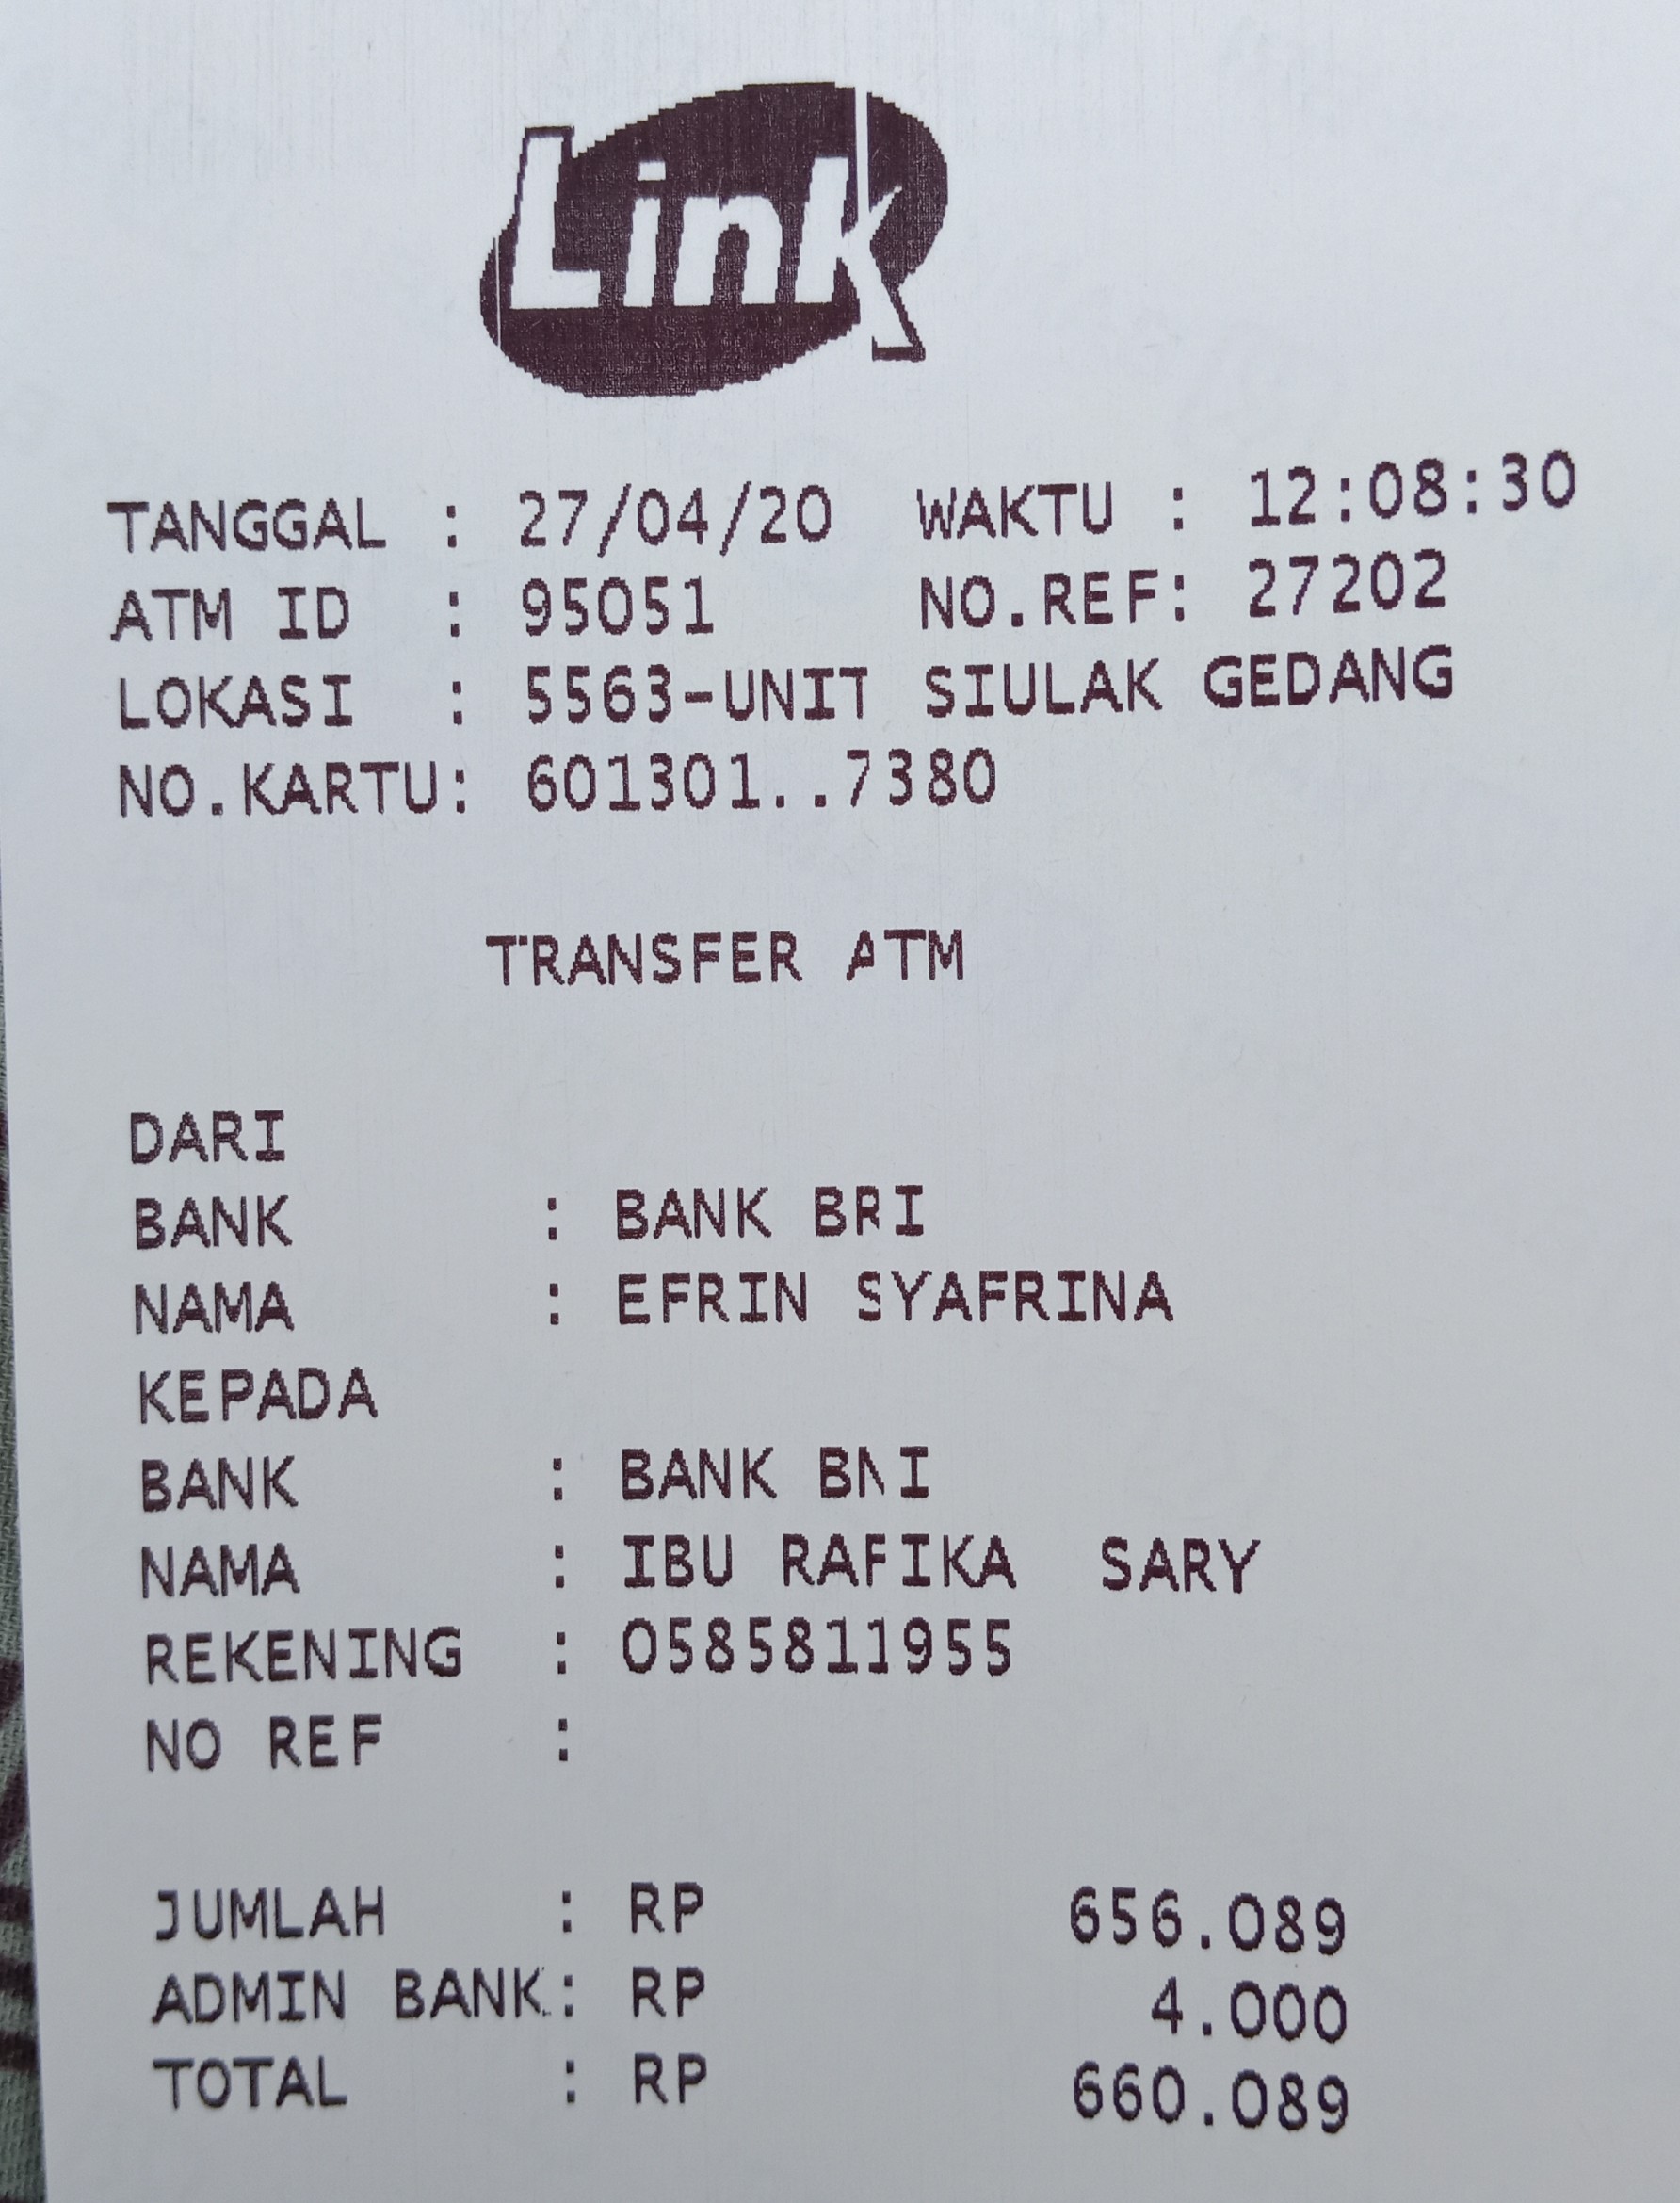 Link
TANGGAL : 27/04/20 WAKTU : 12:08:30
ATM ID : 95051 NO.REF: 27202
LOKASI : 5563-UNIT SIULAK GEDANG
NO.KARTU: 601301..7380
TRANSFER ATM
DARI
BANK : BANK BRI
NAMA : EFRIN SYAFRINA
KEPADA
BANK : BANK BNI
NAMA : IBU RAFIKA SARY
REKENING : 0585811955
NO REF :
JUMLAH : RP 656.089
ADMIN BANK : RP 4.000
TOTAL : RP 660.089